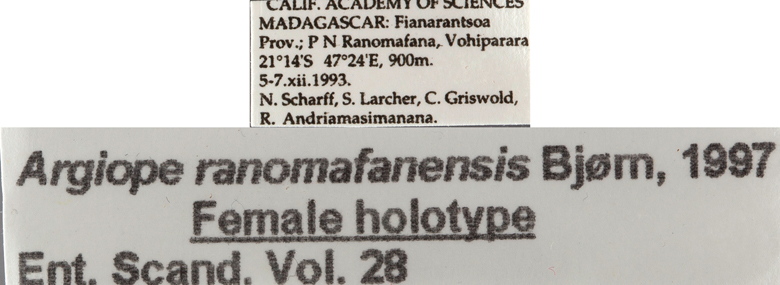 CALIF. ACADEMY OF SCIENCES
MADAGASCAR: Fianarantsoa
Prov.; P N Ranomafana, Vohiparara
21°14'S 47°24'E, 900m.
5-7.xii.1993.
N. Scharff, S. Larcher, C. Griswold,
R. Andriamasimanana.
Argiope ranomafanensis Bjørn, 1997
Female holotype
Ent. Scand. Vol. 28